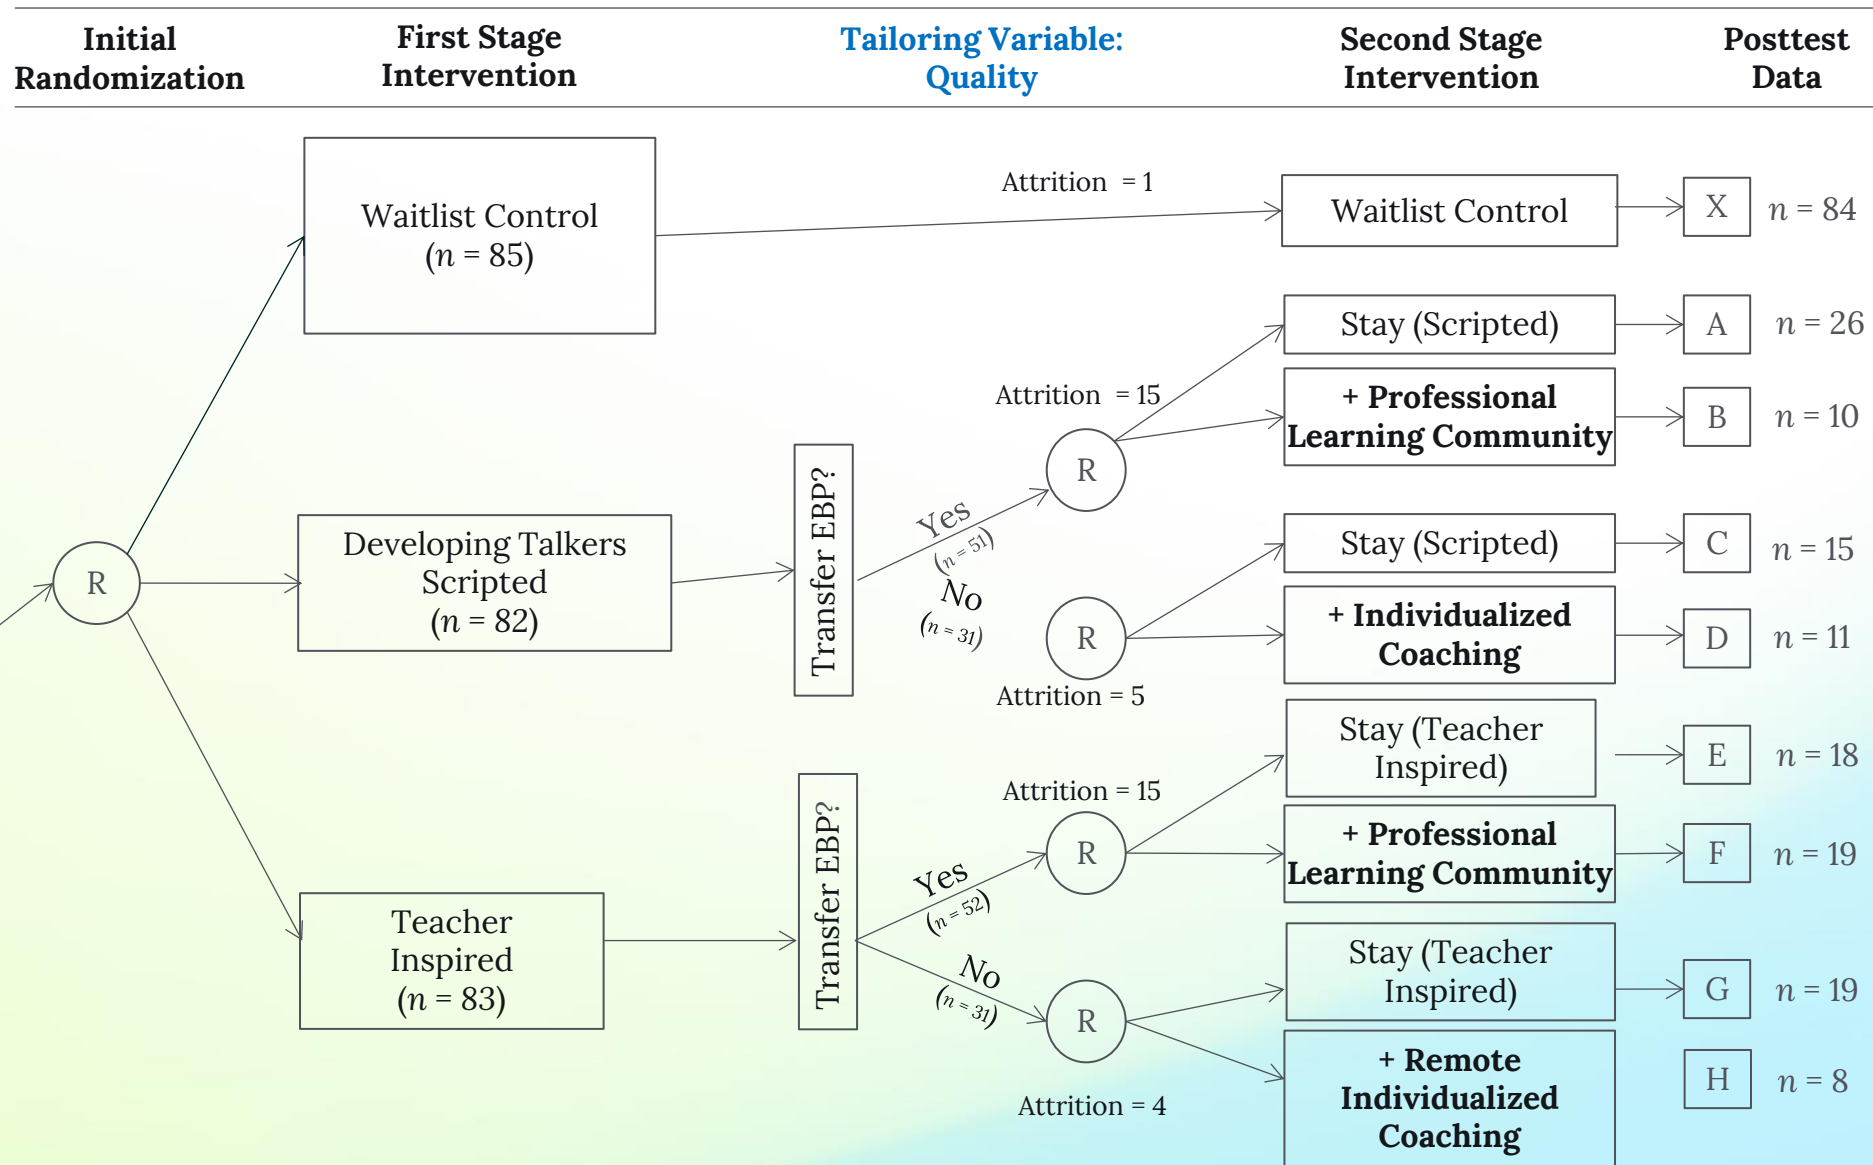 Initial
Randomization
First Stage
Intervention
Tailoring Variable:
Quality
Second Stage
Intervention
Posttest
Data
Waitlist Control
(n = 85)
Attrition = 1
Waitlist Control
X
n = 84
R
Developing Talkers
Scripted
(n = 82)
Transfer EBP?
Yes
(n = 51)
No
(n = 31)
Attrition = 15
R
Stay (Scripted)
A
n = 26
+ Professional
Learning Community
B
n = 10
R
Attrition = 5
Stay (Scripted)
C
n = 15
+ Individualized
Coaching
D
n = 11
Teacher
Inspired
(n = 83)
Transfer EBP?
Yes
(n = 52)
No
(n = 31)
Attrition = 15
R
Stay (Teacher
Inspired)
E
n = 18
+ Professional
Learning Community
F
n = 19
R
Attrition = 4
Stay (Teacher
Inspired)
G
n = 19
+ Remote
Individualized
Coaching
H
n = 8